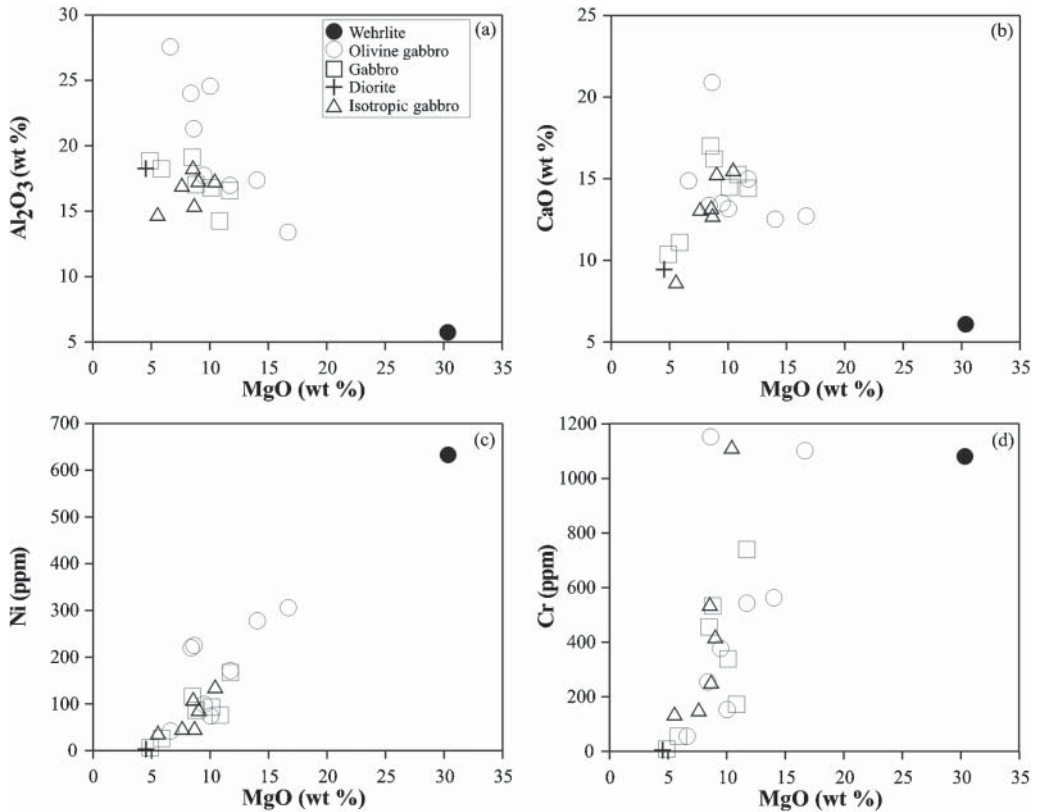 30
25
20
15
10
5
Al2O3 (wt %)
(a)
Wehrlite
Olivine gabbro
Gabbro
Diorite
Isotropic gabbro
0 5 10 15 20 25 30 35
MgO (wt %)
25
20
15
10
5
CaO (wt %)
(b)
0 5 10 15 20 25 30 35
MgO (wt %)
700
600
500
400
300
200
100
0
Ni (ppm)
(c)
0 5 10 15 20 25 30 35
MgO (wt %)
1200
1000
800
600
400
200
0
Cr (ppm)
(d)
0 5 10 15 20 25 30 35
MgO (wt %)